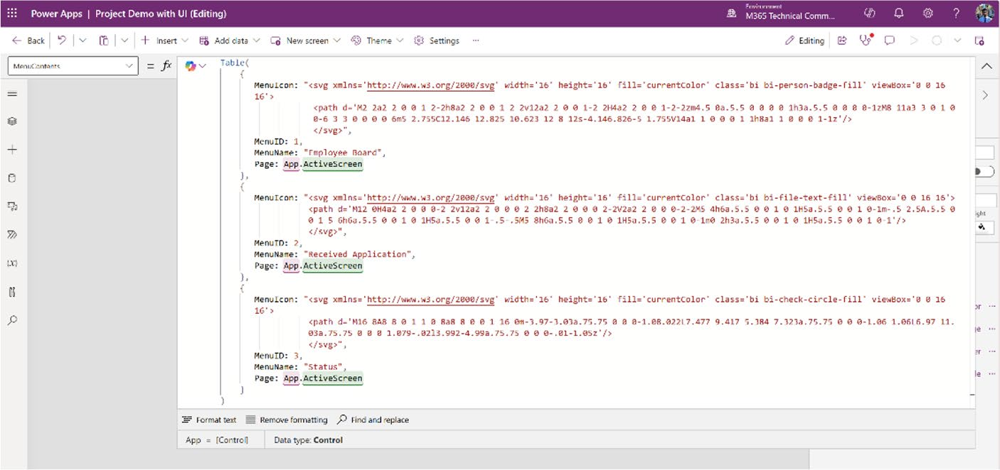 Power Apps | Project Demo with UI (Editing)
Environment
M365 Technical Comm...
Back
Insert
Add data
New screen
Theme
Settings
...
Editing
MenuContents
= fx
Table(
{
MenuIcon: "<svg xmlns='http://www.w3.org/2000/svg' width='16' height='16' fill='currentColor' class='bi bi-person-badge-fill' viewBox='0 0 16
16'>
<path d='M2 2a2 2 0 0 1 2-2h8a2 2 0 0 1 2 2v12a2 2 0 0 1-2 2H4a2 2 0 0 1-2-2zm4.5 0a.5.5 0 0 0 0 1h3a.5.5 0 0 0 0-1zM8 11a3 3 0 1 0
0-6 3 3 0 0 0 0 6m5 2.755C12.146 12.825 10.623 12 8 12s-4.146.826-5 1.755V14a1 1 0 0 0 1 1h8a1 1 0 0 0 1-1z'/>
</svg>",
MenuID: 1,
MenuName: "Employee Board",
Page: App.ActiveScreen
},
{
MenuIcon: "<svg xmlns='http://www.w3.org/2000/svg' width='16' height='16' fill='currentColor' class='bi bi-file-text-fill' viewBox='0 0 16 16'>
<path d='M12 0H4a2 2 0 0 0-2 2v12a2 2 0 0 0 2 2h8a2 2 0 0 0 2-2V2a2 2 0 0 0-2-2M5 4h6a.5.5 0 0 1 0 1H5a.5.5 0 0 1 0-1m-.5 2.5A.5.5 0
0 1 5 6h6a.5.5 0 0 1 0 1H5a.5.5 0 0 1-.5-.5M5 8h6a.5.5 0 0 1 0 1H5a.5.5 0 0 1 0-1m0 2h3a.5.5 0 0 1 0 1H5a.5.5 0 0 1 0-1'/>
</svg>",
MenuID: 2,
MenuName: "Received Application",
Page: App.ActiveScreen
},
{
MenuIcon: "<svg xmlns='http://www.w3.org/2000/svg' width='16' height='16' fill='currentColor' class='bi bi-check-circle-fill' viewBox='0 0 16
16'>
<path d='M16 8A8 8 0 1 1 0 8a8 8 0 0 1 16 0m-3.97-3.03a.75.75 0 0 0-1.08.022L7.477 9.417 5.384 7.323a.75.75 0 0 0-1.06 1.06L6.97 11.
03a.75.75 0 0 0 1.079-.02l3.992-4.99a.75.75 0 0 0-.01-1.05z'/>
</svg>",
MenuID: 3,
MenuName: "Status",
Page: App.ActiveScreen
}
)
Format text
Remove formatting
Find and replace
App = [Control]
Data type: Control